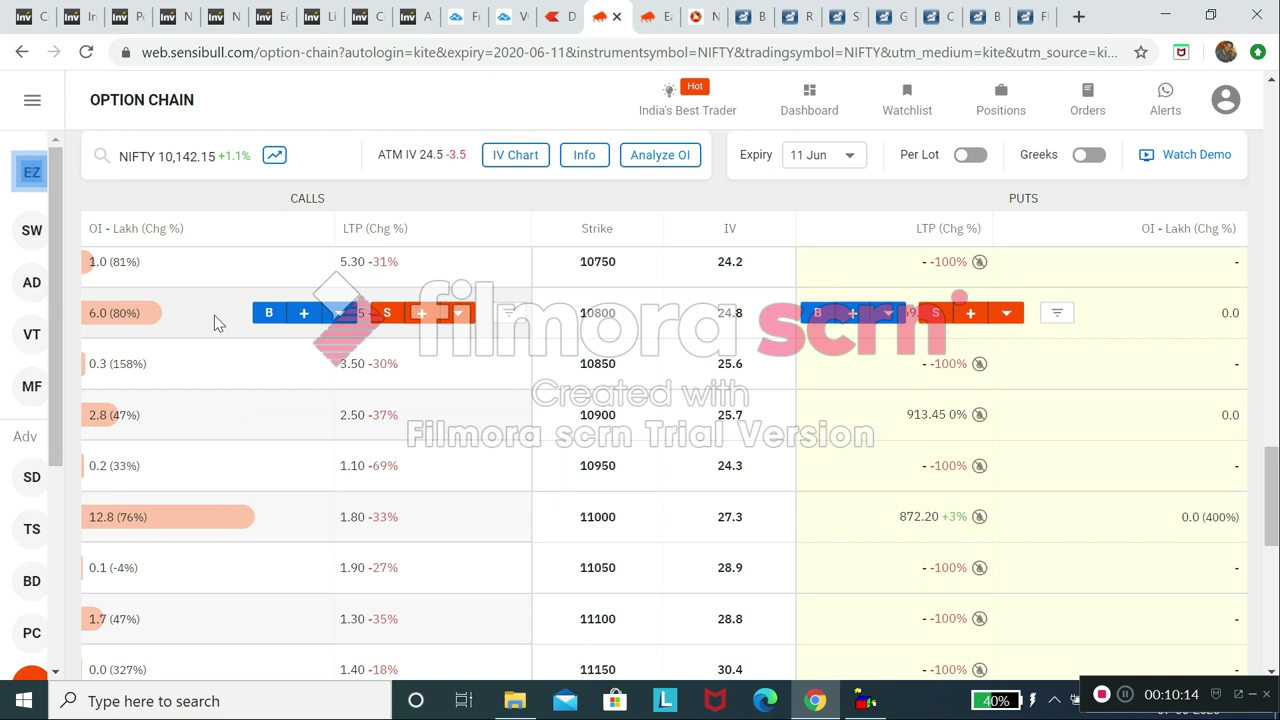 web.sensibull.com/option-chain?autologin=kite&expirv=2020-06-11&instrumentsymbol=NIFTY&tradingsymbol=NIFTY&utm_medium=kite&utm_source=ki...
OPTION CHAIN
Hot
India's Best Trader
Dashboard
Watchlist
Positions
Orders
Alerts
NIFTY 10,142.15 +1.1%
ATM IV 24.5 -3.5
IV Chart
Info
Analyze OI
Expiry
11 Jun
Per Lot
Greeks
Watch Demo
EZ
SW
AD
VT
MF
Adv
SD
TS
BD
PC
CALLS
PUTS
OI - Lakh (Chg %) LTP (Chg %) Strike IV LTP (Chg %) OI - Lakh (Chg %)
1.0 (81%) 5.30 -31% 10750 24.2 - -100% -
6.0 (80%) B + S + 10800 24.8 B + S + 0.0
0.3 (158%) 3.50 -30% 10850 25.6 - -100% -
2.8 (47%) 2.50 -37% 10900 25.7 913.45 0% 0.0
0.2 (33%) 1.10 -69% 10950 24.3 - -100% -
12.8 (76%) 1.80 -33% 11000 27.3 872.20 +3% 0.0 (400%)
0.1 (-4%) 1.90 -27% 11050 28.9 - -100% -
1.7 (47%) 1.30 -35% 11100 28.8 - -100% -
0.0 (327%) 1.40 -18% 11150 30.4 - -100% -
filmora scrn
Created with
Filmora scrn Trial Version
Type here to search
40%
00:10:14